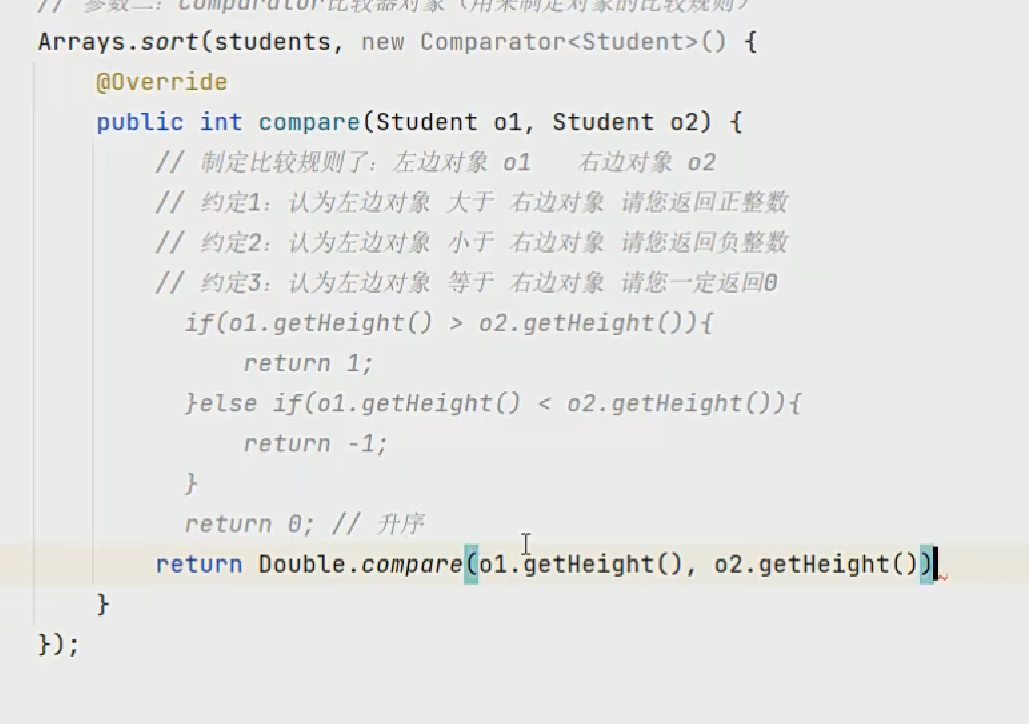 // 参数二：Comparator比较器对象（用来制定对象的比较规则）
Arrays.sort(students, new Comparator<Student>() {
@Override
public int compare(Student o1, Student o2) {
// 制定比较规则了：左边对象 o1 右边对象 o2
// 约定1：认为左边对象 大于 右边对象 请您返回正整数
// 约定2：认为左边对象 小于 右边对象 请您返回负整数
// 约定3：认为左边对象 等于 右边对象 请您一定返回0
if(o1.getHeight() > o2.getHeight()){
return 1;
}else if(o1.getHeight() < o2.getHeight()){
return -1;
}
return 0; // 升序
return Double.compare(o1.getHeight(), o2.getHeight())
}
});